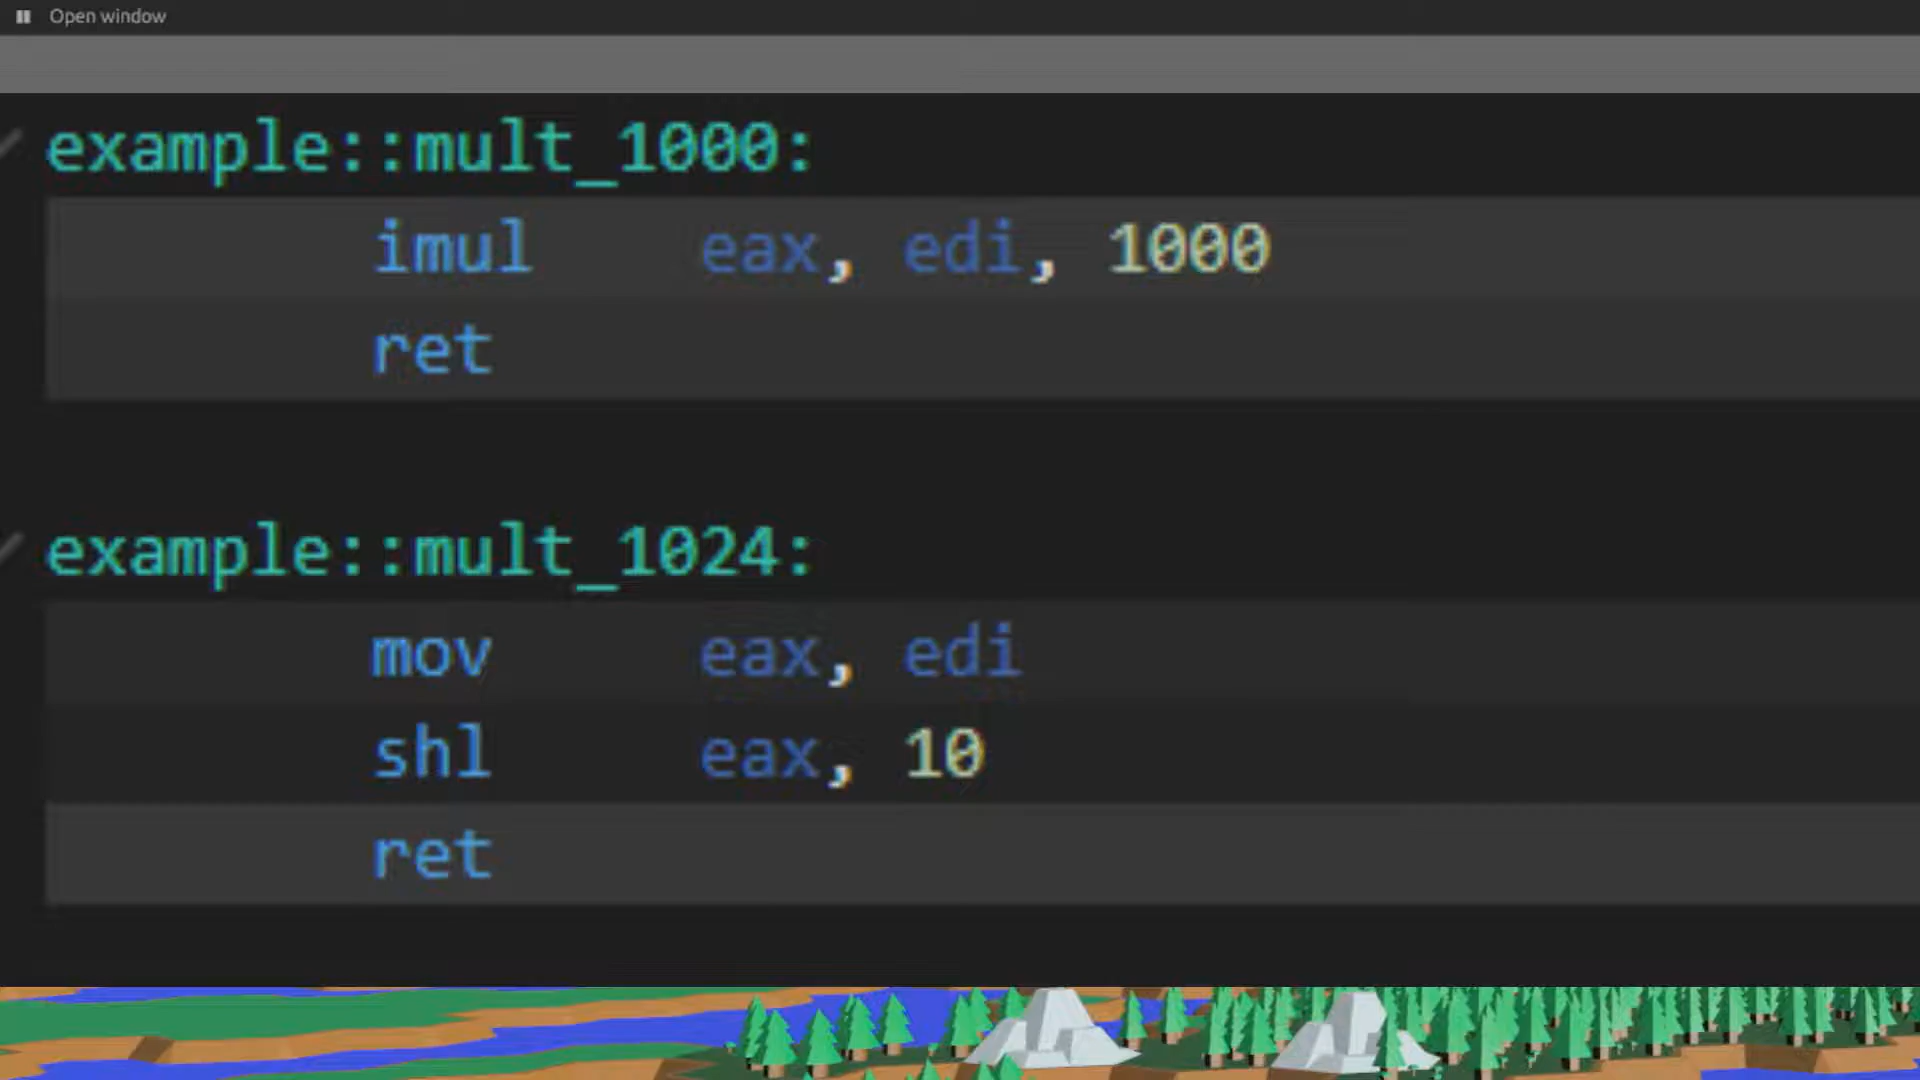 Open window
example::mult_1000:
imul eax, edi, 1000
ret
example::mult_1024:
mov eax, edi
shl eax, 10
ret